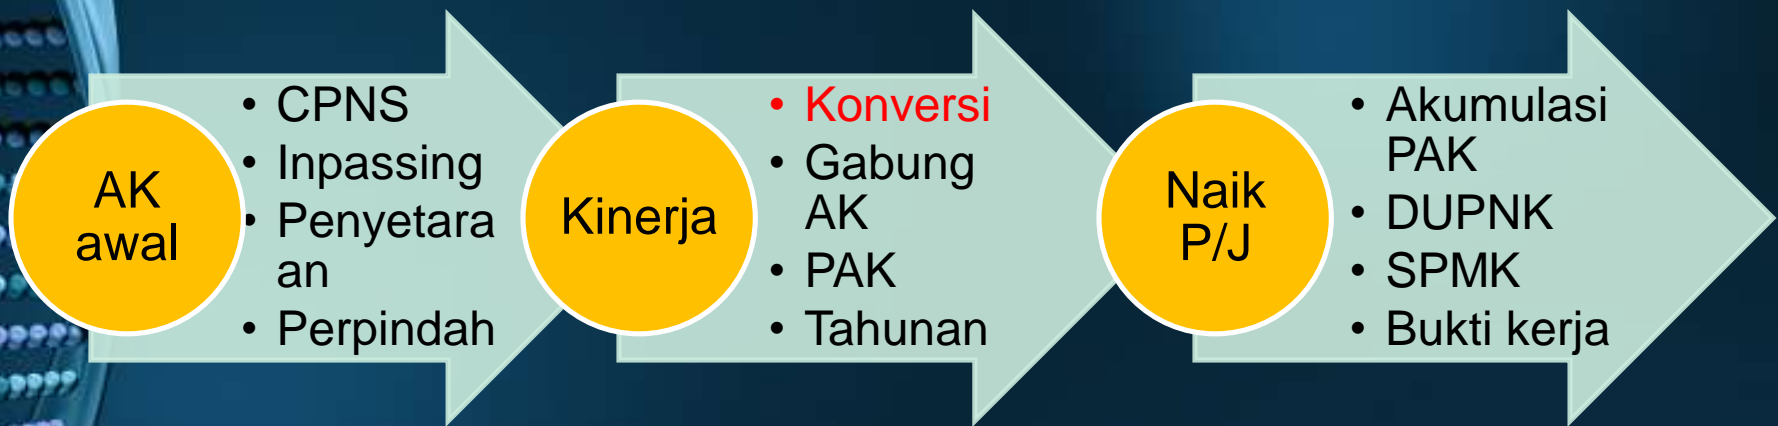 AK
awal
• CPNS
• Inpassing
• Penyetara
an
• Perpindah
Kinerja
• Konversi
• Gabung
AK
• PAK
• Tahunan
Naik
P/J
• Akumulasi
PAK
• DUPNK
• SPMK
• Bukti kerja